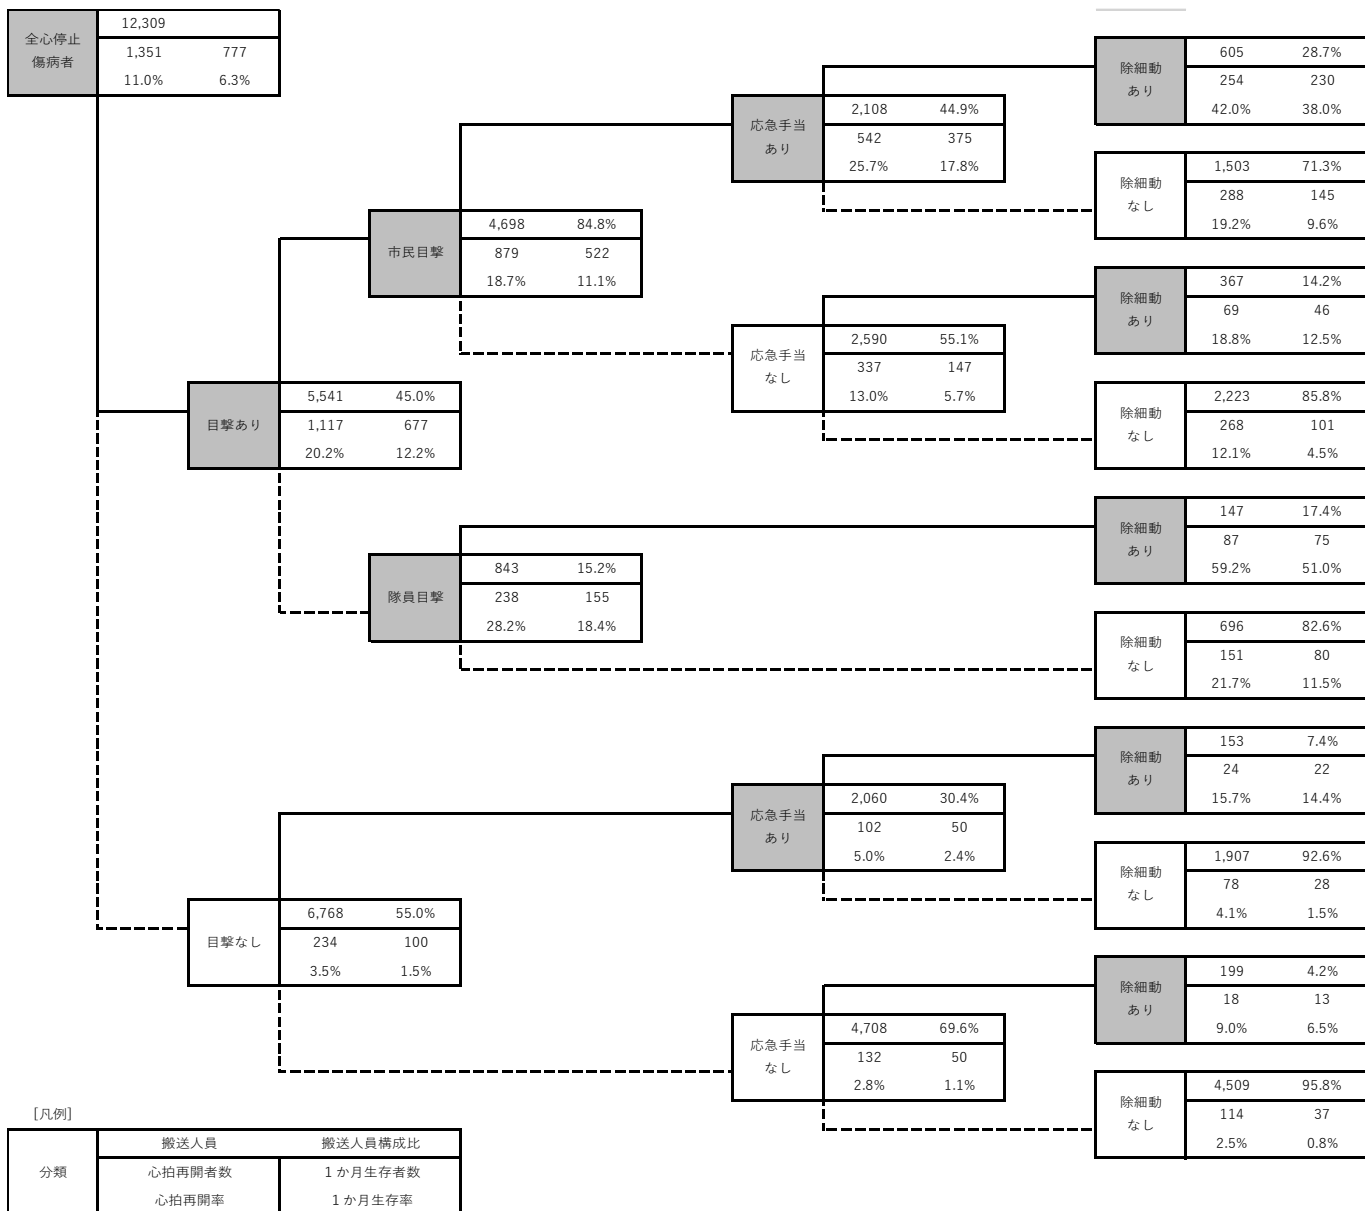 全心停止
傷病者
12,309
1,351 777
11.0% 6.3%
目撃あり
5,541 45.0%
1,117 677
20.2% 12.2%
市民目撃
4,698 84.8%
879 522
18.7% 11.1%
応急手当
あり
2,108 44.9%
542 375
25.7% 17.8%
除細動
あり
605 28.7%
254 230
42.0% 38.0%
除細動
なし
1,503 71.3%
288 145
19.2% 9.6%
応急手当
なし
2,590 55.1%
337 147
13.0% 5.7%
除細動
あり
367 14.2%
69 46
18.8% 12.5%
除細動
なし
2,223 85.8%
268 101
12.1% 4.5%
隊員目撃
843 15.2%
238 155
28.2% 18.4%
除細動
あり
147 17.4%
87 75
59.2% 51.0%
除細動
なし
696 82.6%
151 80
21.7% 11.5%
目撃なし
6,768 55.0%
234 100
3.5% 1.5%
応急手当
あり
2,060 30.4%
102 50
5.0% 2.4%
除細動
あり
153 7.4%
24 22
15.7% 14.4%
除細動
なし
1,907 92.6%
78 28
4.1% 1.5%
応急手当
なし
4,708 69.6%
132 50
2.8% 1.1%
除細動
あり
199 4.2%
18 13
9.0% 6.5%
除細動
なし
4,509 95.8%
114 37
2.5% 0.8%
[凡例]
分類
搬送人員 搬送人員構成比
心拍再開者数 1か月生存者数
心拍再開率 1か月生存率